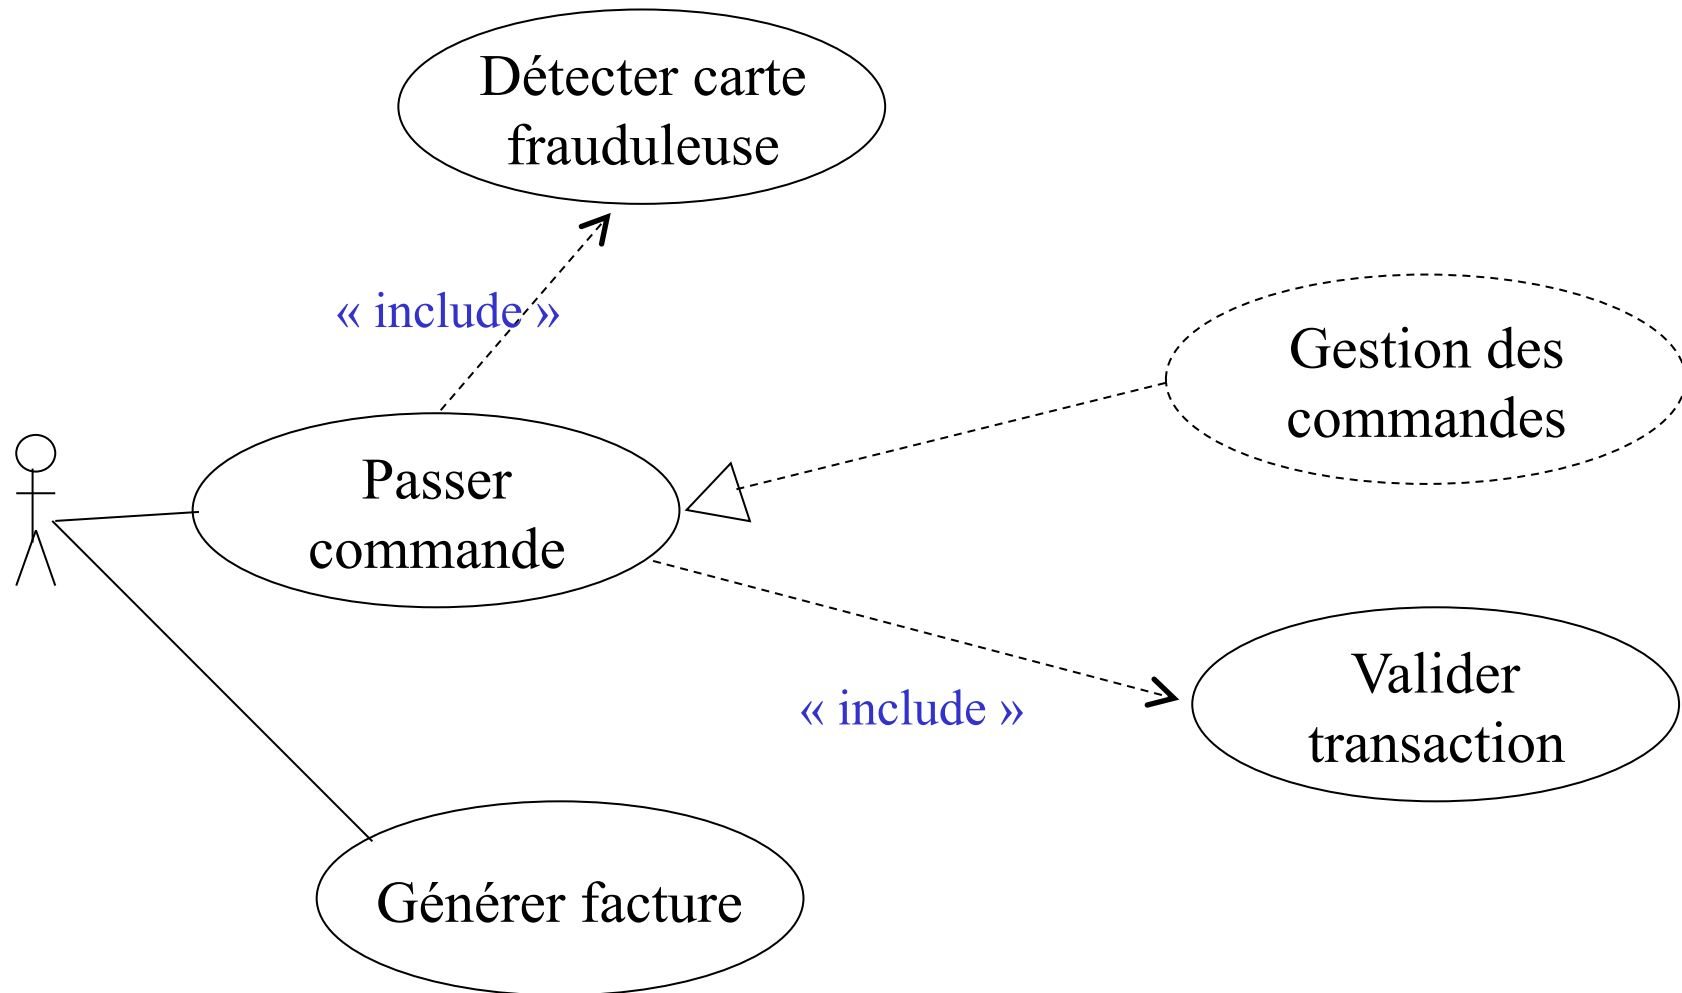 Détecter carte
frauduleuse
« include »
Gestion des
commandes
Passer
commande
Valider
transaction
« include »
Générer facture